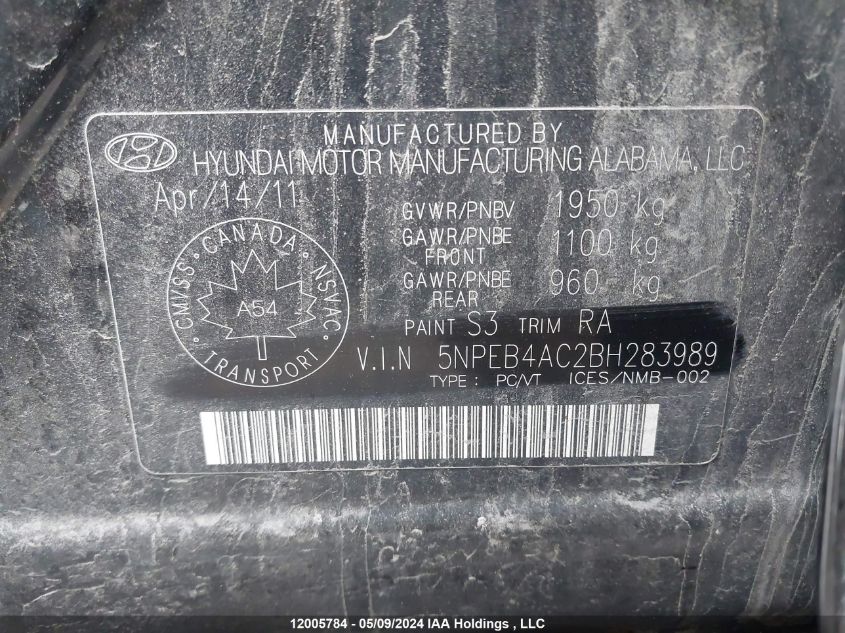 MANUFACTURED BY
HYUNDAI MOTOR MANUFACTURING ALABAMA, LLC
Apr/14/11
GVWR/PNBV 1950 kg
GAWR/PNBE FRONT 1100 kg
GAWR/PNBE REAR 960 kg
CANADA
CMVSS NSVAC
A54
TRANSPORT
PAINT S3 TRIM RA
V.I.N 5NPEB4AC2BH283989
TYPE : PC/VT ICES/NMB-002
12005784 - 05/09/2024 IAA Holdings , LLC